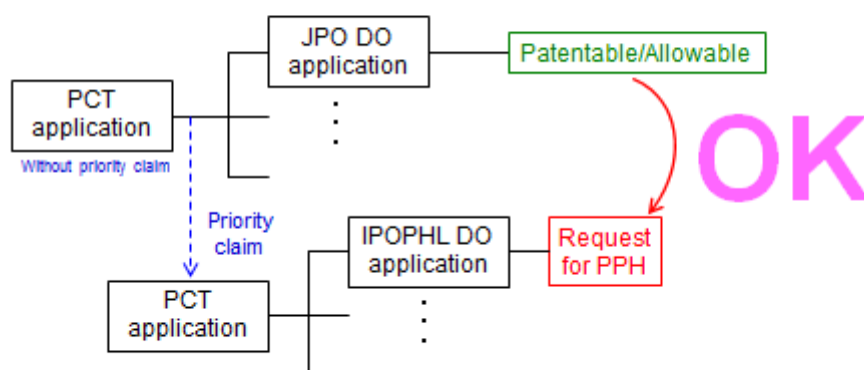 JPO DO
application
Patentable/Allowable
PCT
application
Without priority claim
OK
Priority
claim
IPOPHL DO
application
Request
for PPH
PCT
application